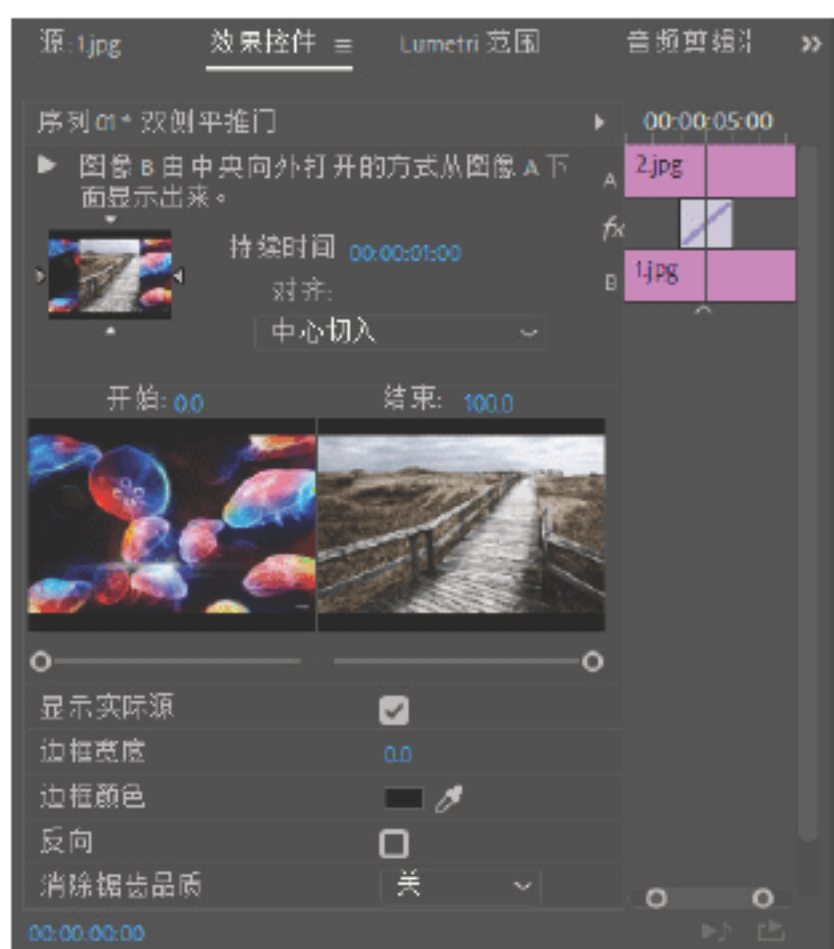 源:1.jpg 效果控件 ≡ Lumetri 范围 音频剪辑 »
序列 01 * 双侧平推门 00:00:05:00
图像 B 由中央向外打开的方式从图像 A 下
面显示出来。
A 2.jpg
fx
持续时间 00:00:01:00
对齐:
B 1.jpg
中心切入
开始: 0.0 结束: 100.0
显示实际源
边框宽度 0.0
边框颜色
反向
消除锯齿品质 关
00:00:00:00